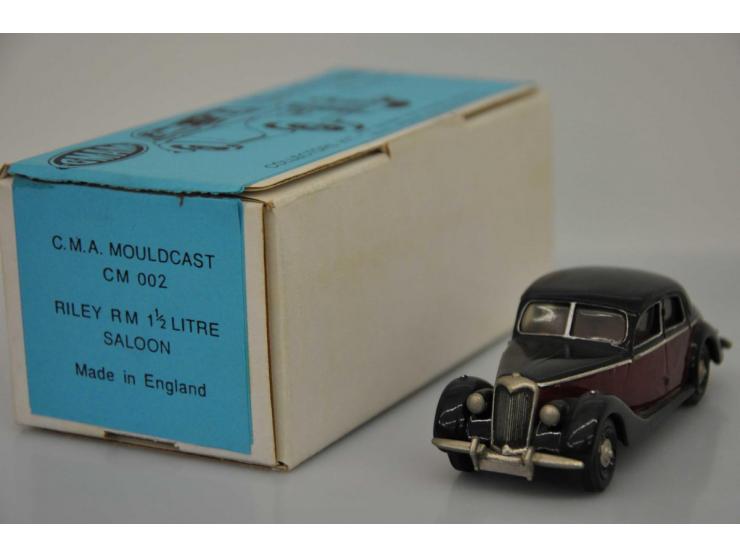 C.M.A. MOULDCAST
CM 002
RILEY RM 1½ LITRE
SALOON
Made in England